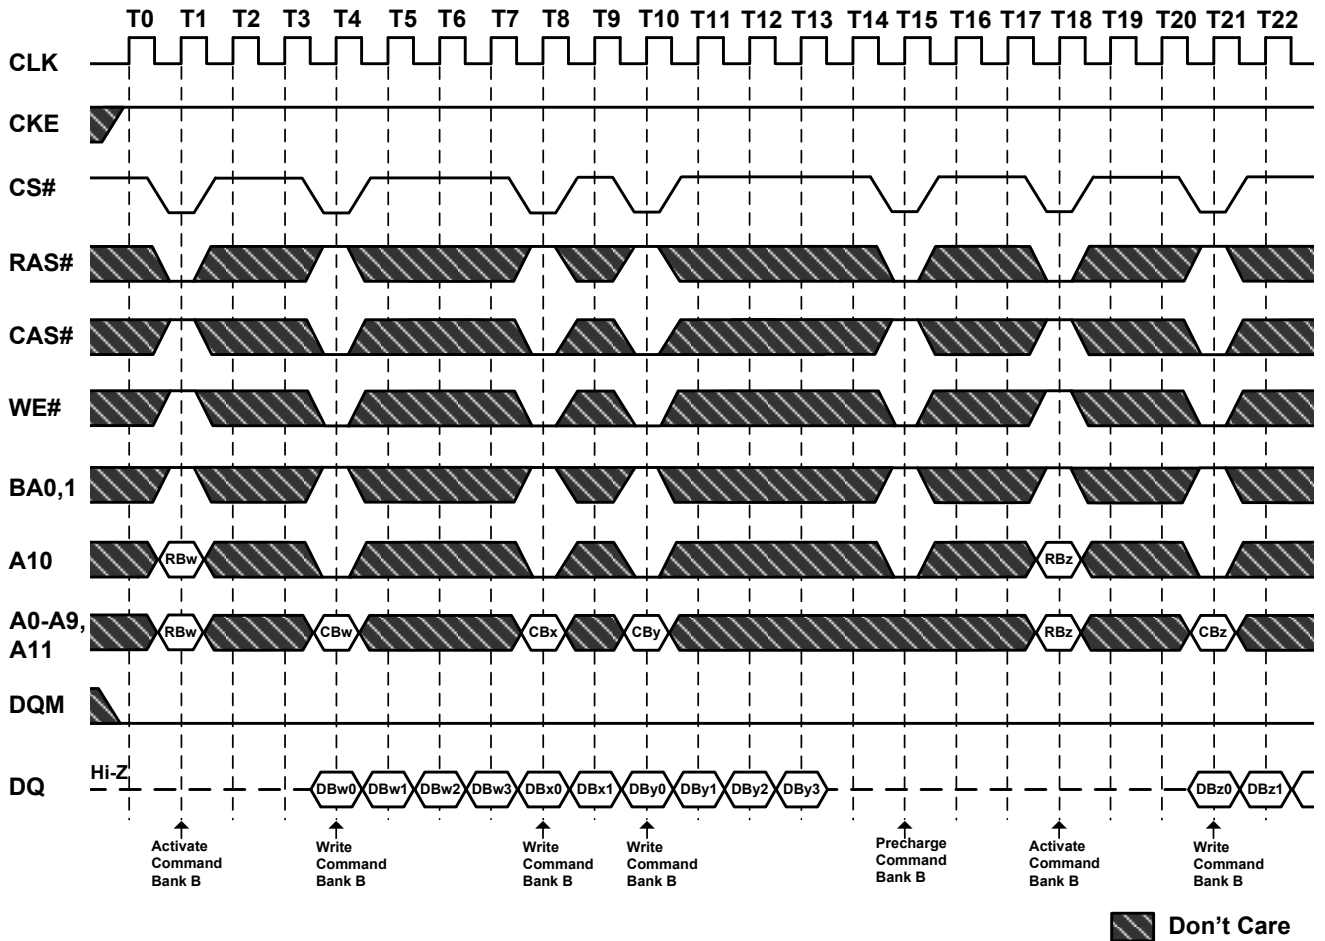 T0 T1 T2 T3 T4 T5 T6 T7 T8 T9 T10 T11 T12 T13 T14 T15 T16 T17 T18 T19 T20 T21 T22
CLK
CKE
CS#
RAS#
CAS#
WE#
BA0,1
A10 RBw RBz
A0-A9,
A11
RBw CBw CBx CBy RBz CBz
DQM
Hi-Z
DQ DBw0 DBw1 DBw2 DBw3 DBx0 DBx1 DBy0 DBy1 DBy2 DBy3 DBz0 DBz1
Activate
Command
Bank B
Write
Command
Bank B
Write
Command
Bank B
Write
Command
Bank B
Precharge
Command
Bank B
Activate
Command
Bank B
Write
Command
Bank B
Don't Care